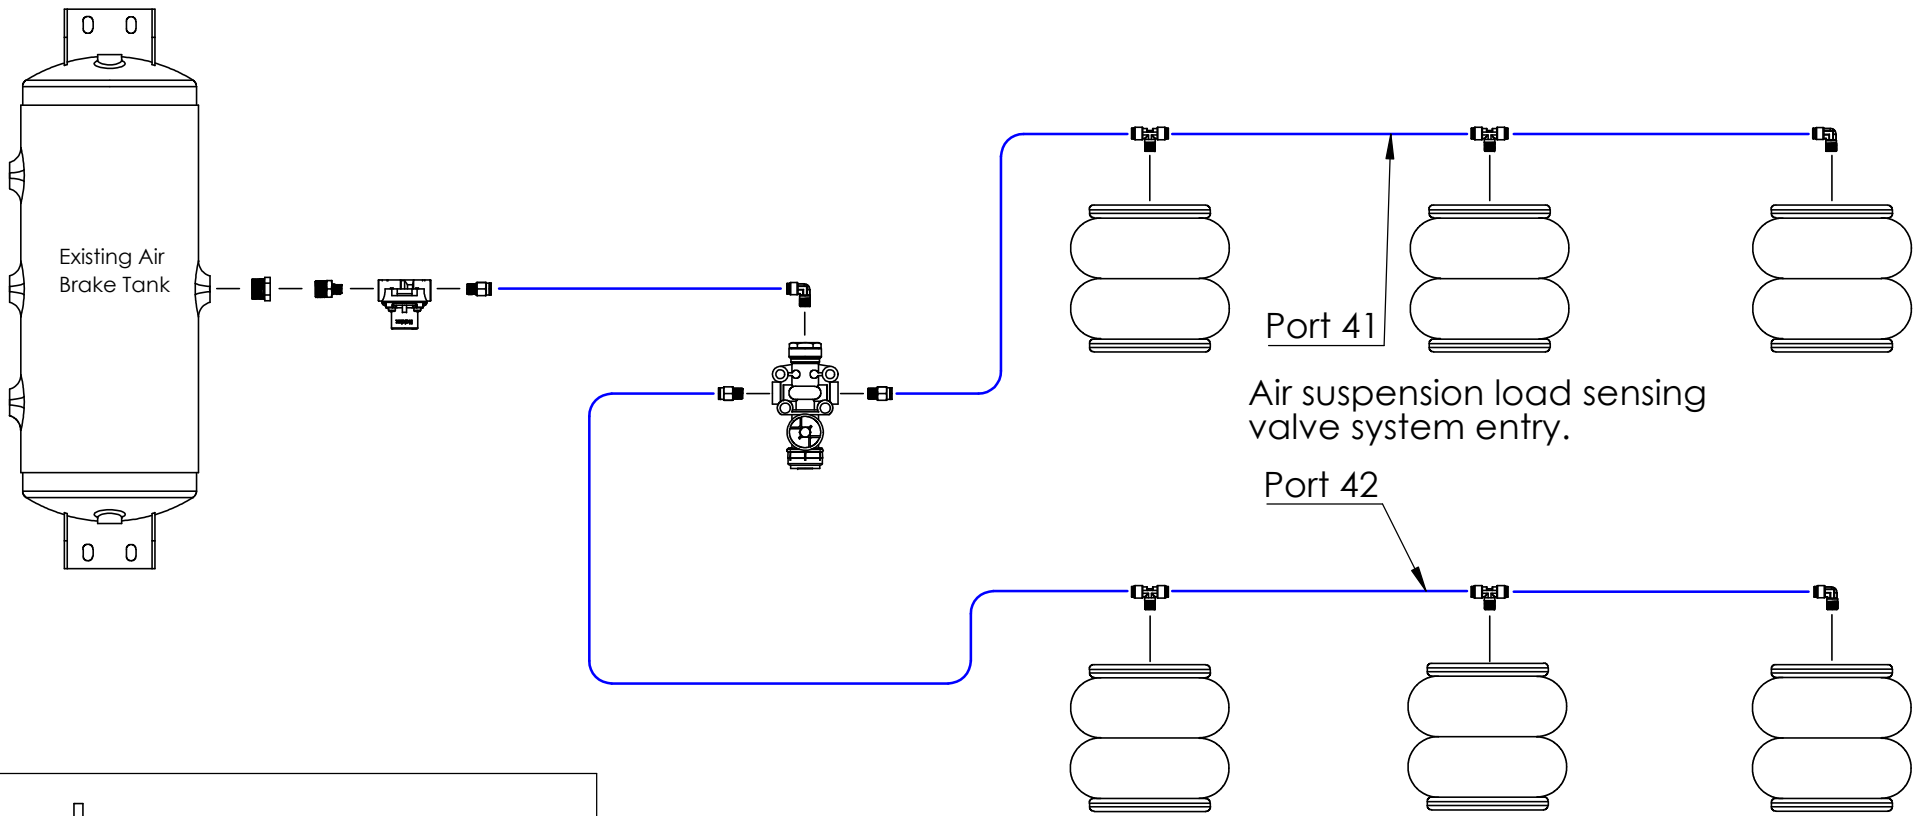 Existing Air
Brake Tank
Port 41
Air suspension load sensing
valve system entry.
Port 42